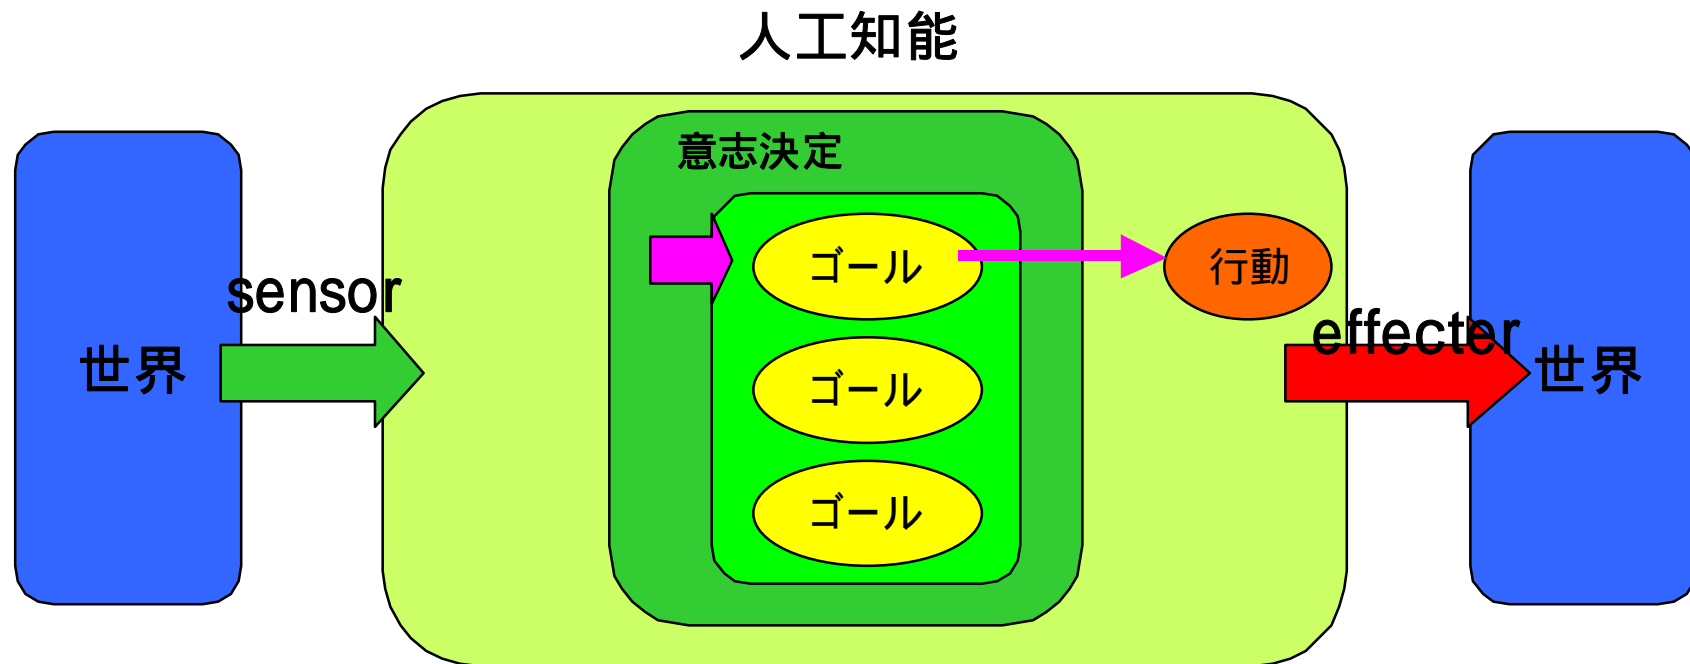 人工知能
意志決定
ゴール
行動
sensor
effecter
世界
世界
ゴール
ゴール